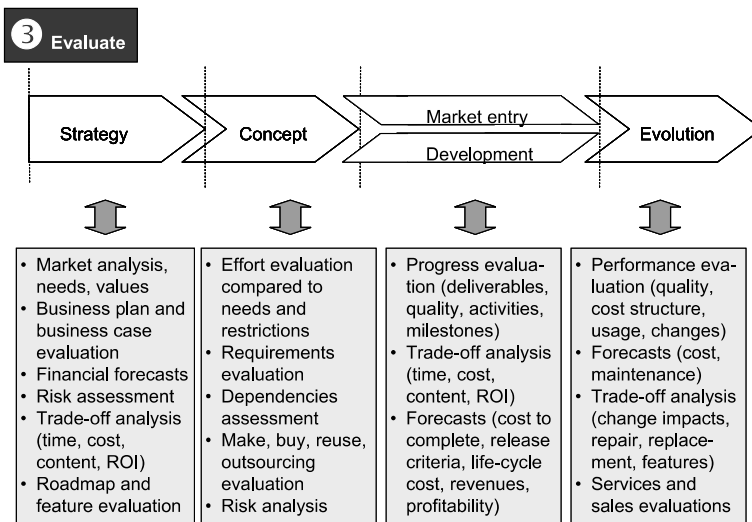 3 Evaluate
Strategy
Concept
Market entry
Development
Evolution
• Market analysis,
needs, values
• Business plan and
business case
evaluation
• Financial forecasts
• Risk assessment
• Trade-off analysis
(time, cost,
content, ROI)
• Roadmap and
feature evaluation
• Effort evaluation
compared to
needs and
restrictions
• Requirements
evaluation
• Dependencies
assessment
• Make, buy, reuse,
outsourcing
evaluation
• Risk analysis
• Progress evalua-
tion (deliverables,
quality, activities,
milestones)
• Trade-off analysis
(time, cost,
content, ROI)
• Forecasts (cost to
complete, release
criteria, life-cycle
cost, revenues,
profitability)
• Performance eva-
luation (quality,
cost structure,
usage, changes)
• Forecasts (cost,
maintenance)
• Trade-off analysis
(change impacts,
repair, replace-
ment, features)
• Services and
sales evaluations